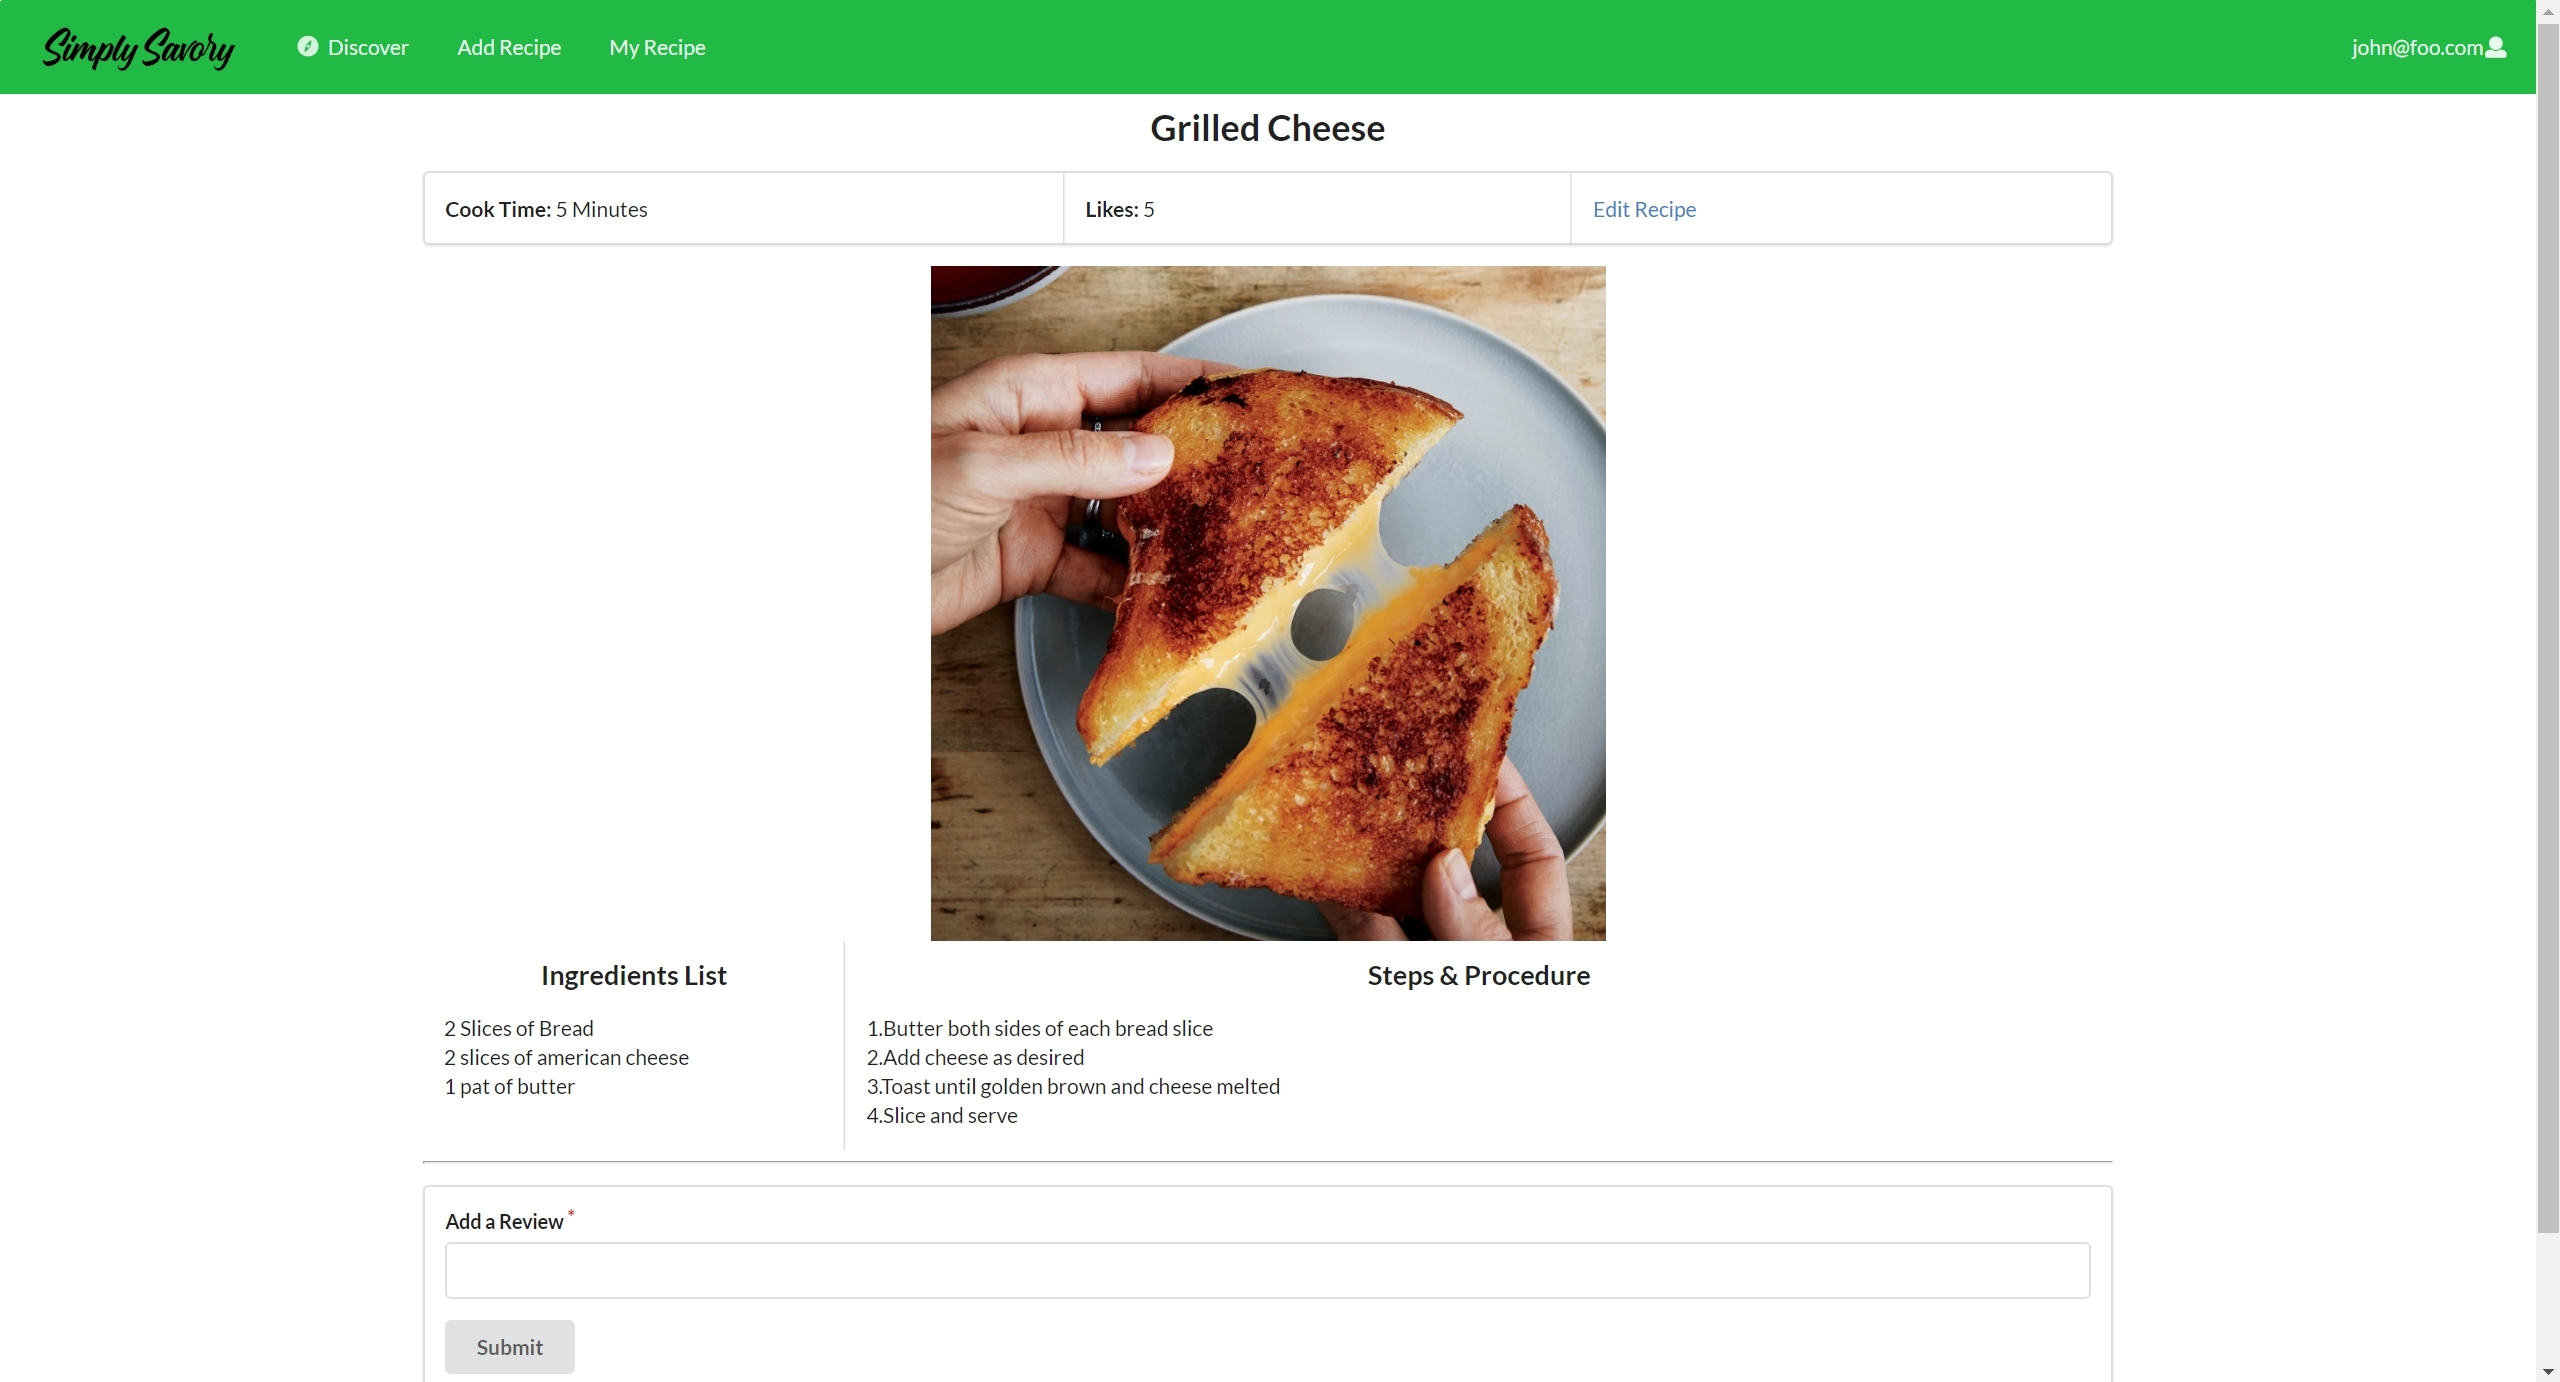 Simply Savory Discover Add Recipe My Recipe john@foo.com
Grilled Cheese
Cook Time: 5 Minutes Likes: 5 Edit Recipe
Ingredients List
2 Slices of Bread
2 slices of american cheese
1 pat of butter
Steps & Procedure
1.Butter both sides of each bread slice
2.Add cheese as desired
3.Toast until golden brown and cheese melted
4.Slice and serve
Add a Review *
Submit